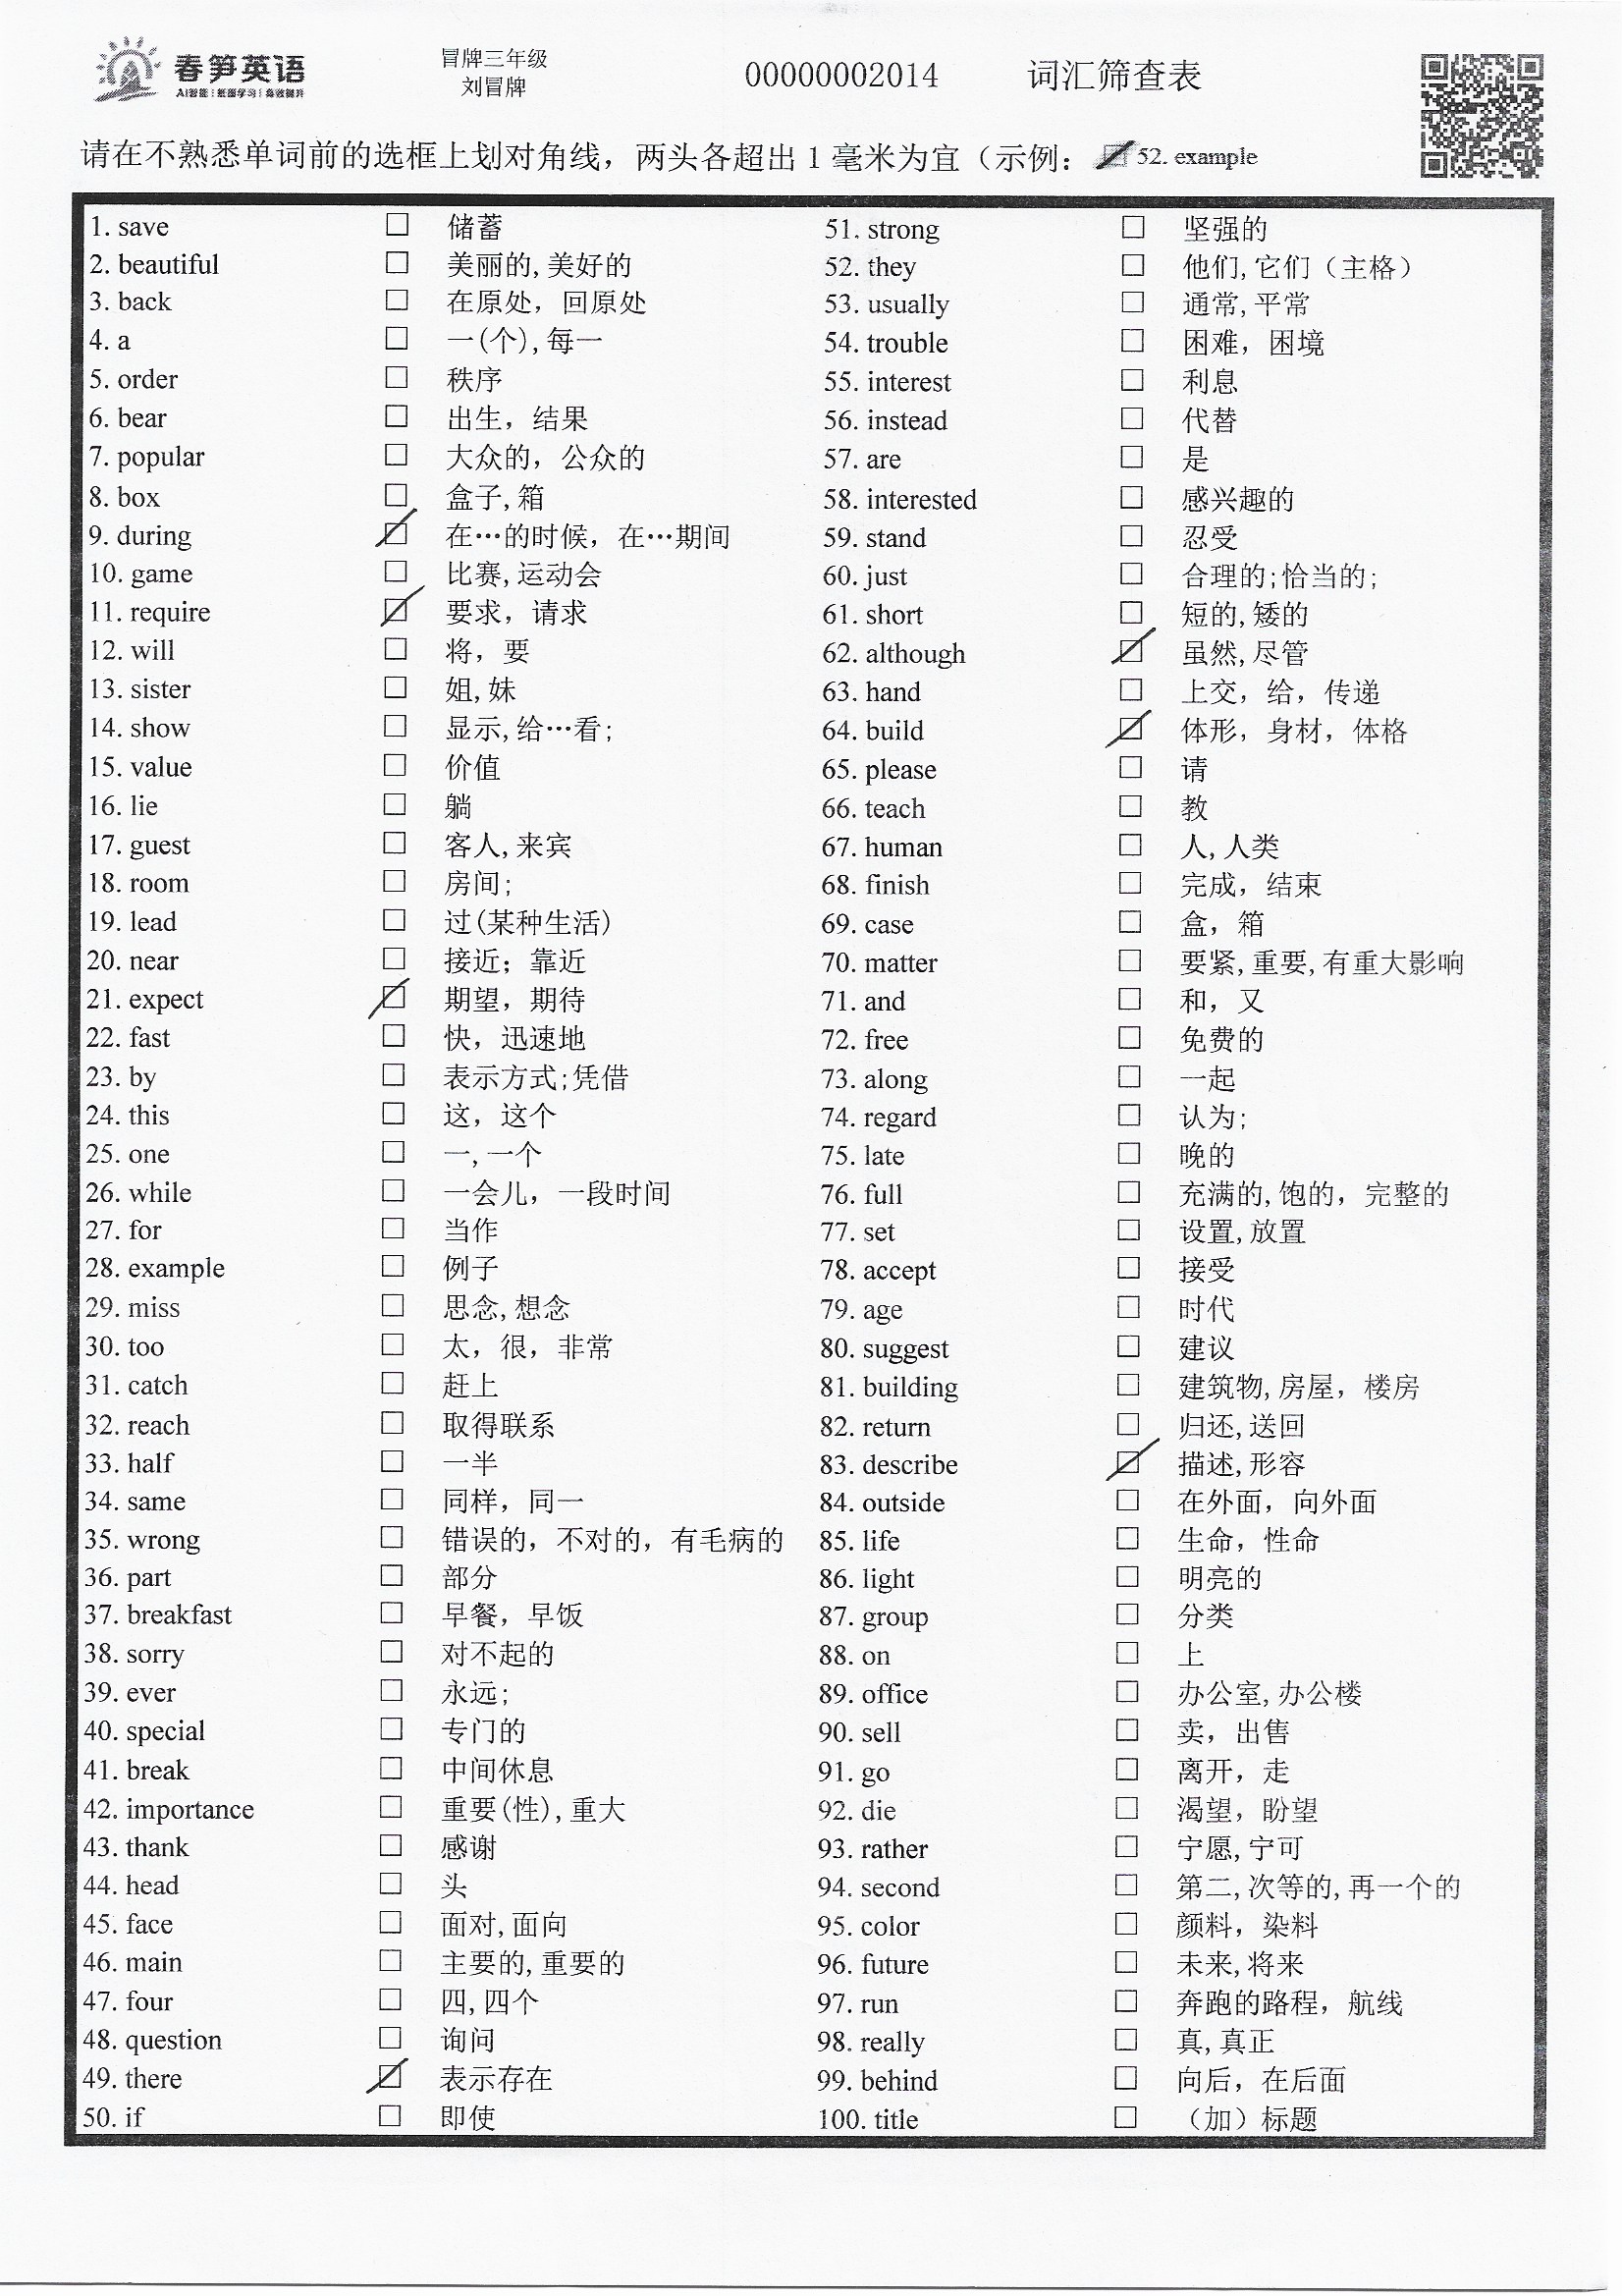 春笋英语
AI智能|纸面学习|高效提升
冒牌三年级
刘冒牌
00000002014
词汇筛查表
请在不熟悉单词前的选框上划对角线，两头各超出1毫米为宜（示例： 52. example
1. save □ 储蓄
2. beautiful □ 美丽的,美好的
3. back □ 在原处，回原处
4. a □ 一(个),每一
5. order □ 秩序
6. bear □ 出生，结果
7. popular □ 大众的，公众的
8. box □ 盒子,箱
9. during ☑ 在…的时候，在…期间
10. game □ 比赛,运动会
11. require ☑ 要求，请求
12. will □ 将，要
13. sister □ 姐,妹
14. show □ 显示,给…看;
15. value □ 价值
16. lie □ 躺
17. guest □ 客人,来宾
18. room □ 房间;
19. lead □ 过(某种生活)
20. near □ 接近；靠近
21. expect ☑ 期望，期待
22. fast □ 快，迅速地
23. by □ 表示方式;凭借
24. this □ 这，这个
25. one □ 一,一个
26. while □ 一会儿，一段时间
27. for □ 当作
28. example □ 例子
29. miss □ 思念,想念
30. too □ 太，很，非常
31. catch □ 赶上
32. reach □ 取得联系
33. half □ 一半
34. same □ 同样，同一
35. wrong □ 错误的，不对的，有毛病的
36. part □ 部分
37. breakfast □ 早餐，早饭
38. sorry □ 对不起的
39. ever □ 永远;
40. special □ 专门的
41. break □ 中间休息
42. importance □ 重要(性),重大
43. thank □ 感谢
44. head □ 头
45. face □ 面对,面向
46. main □ 主要的,重要的
47. four □ 四,四个
48. question □ 询问
49. there ☑ 表示存在
50. if □ 即使
51. strong □ 坚强的
52. they □ 他们,它们（主格）
53. usually □ 通常,平常
54. trouble □ 困难，困境
55. interest □ 利息
56. instead □ 代替
57. are □ 是
58. interested □ 感兴趣的
59. stand □ 忍受
60. just □ 合理的;恰当的;
61. short □ 短的,矮的
62. although ☑ 虽然,尽管
63. hand □ 上交，给，传递
64. build ☑ 体形，身材，体格
65. please □ 请
66. teach □ 教
67. human □ 人,人类
68. finish □ 完成，结束
69. case □ 盒，箱
70. matter □ 要紧,重要,有重大影响
71. and □ 和，又
72. free □ 免费的
73. along □ 一起
74. regard □ 认为;
75. late □ 晚的
76. full □ 充满的,饱的，完整的
77. set □ 设置,放置
78. accept □ 接受
79. age □ 时代
80. suggest □ 建议
81. building □ 建筑物,房屋，楼房
82. return □ 归还,送回
83. describe ☑ 描述,形容
84. outside □ 在外面，向外面
85. life □ 生命，性命
86. light □ 明亮的
87. group □ 分类
88. on □ 上
89. office □ 办公室,办公楼
90. sell □ 卖，出售
91. go □ 离开，走
92. die □ 渴望，盼望
93. rather □ 宁愿,宁可
94. second □ 第二,次等的,再一个的
95. color □ 颜料，染料
96. future □ 未来,将来
97. run □ 奔跑的路程，航线
98. really □ 真,真正
99. behind □ 向后，在后面
100. title □ （加）标题